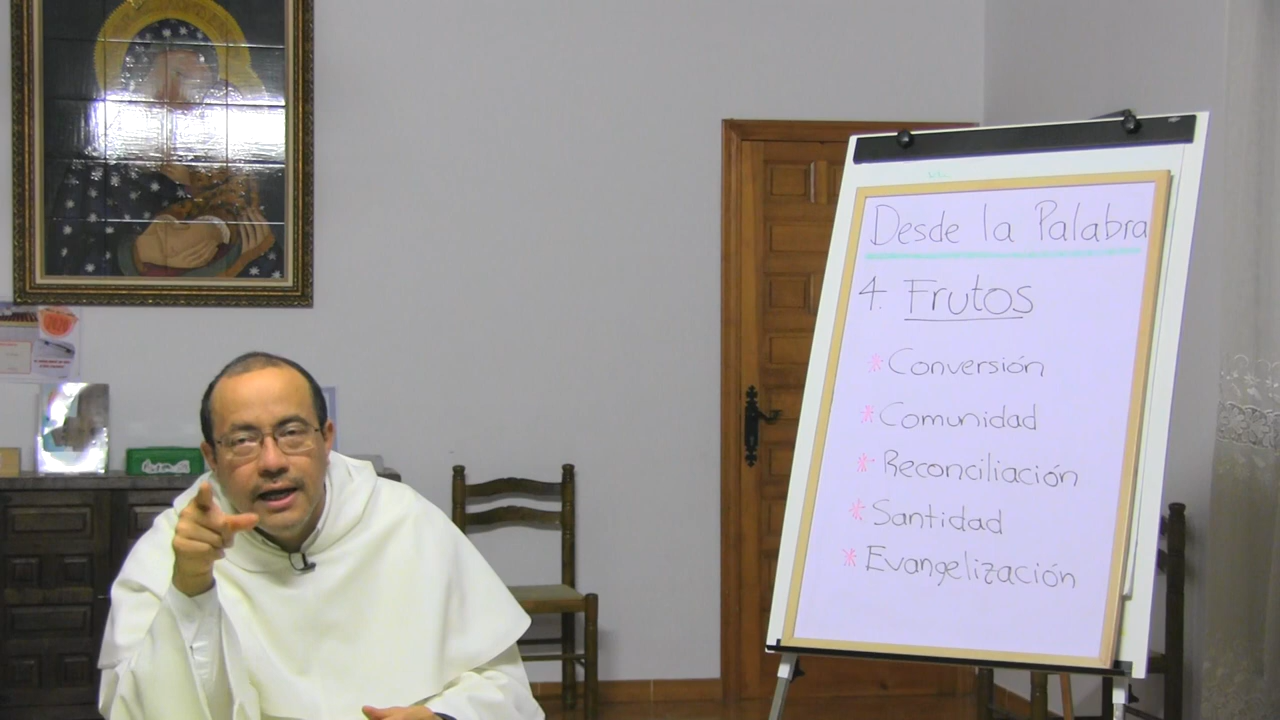 Desde la Palabra
4. Frutos
* Conversión
* Comunidad
* Reconciliación
* Santidad
* Evangelización